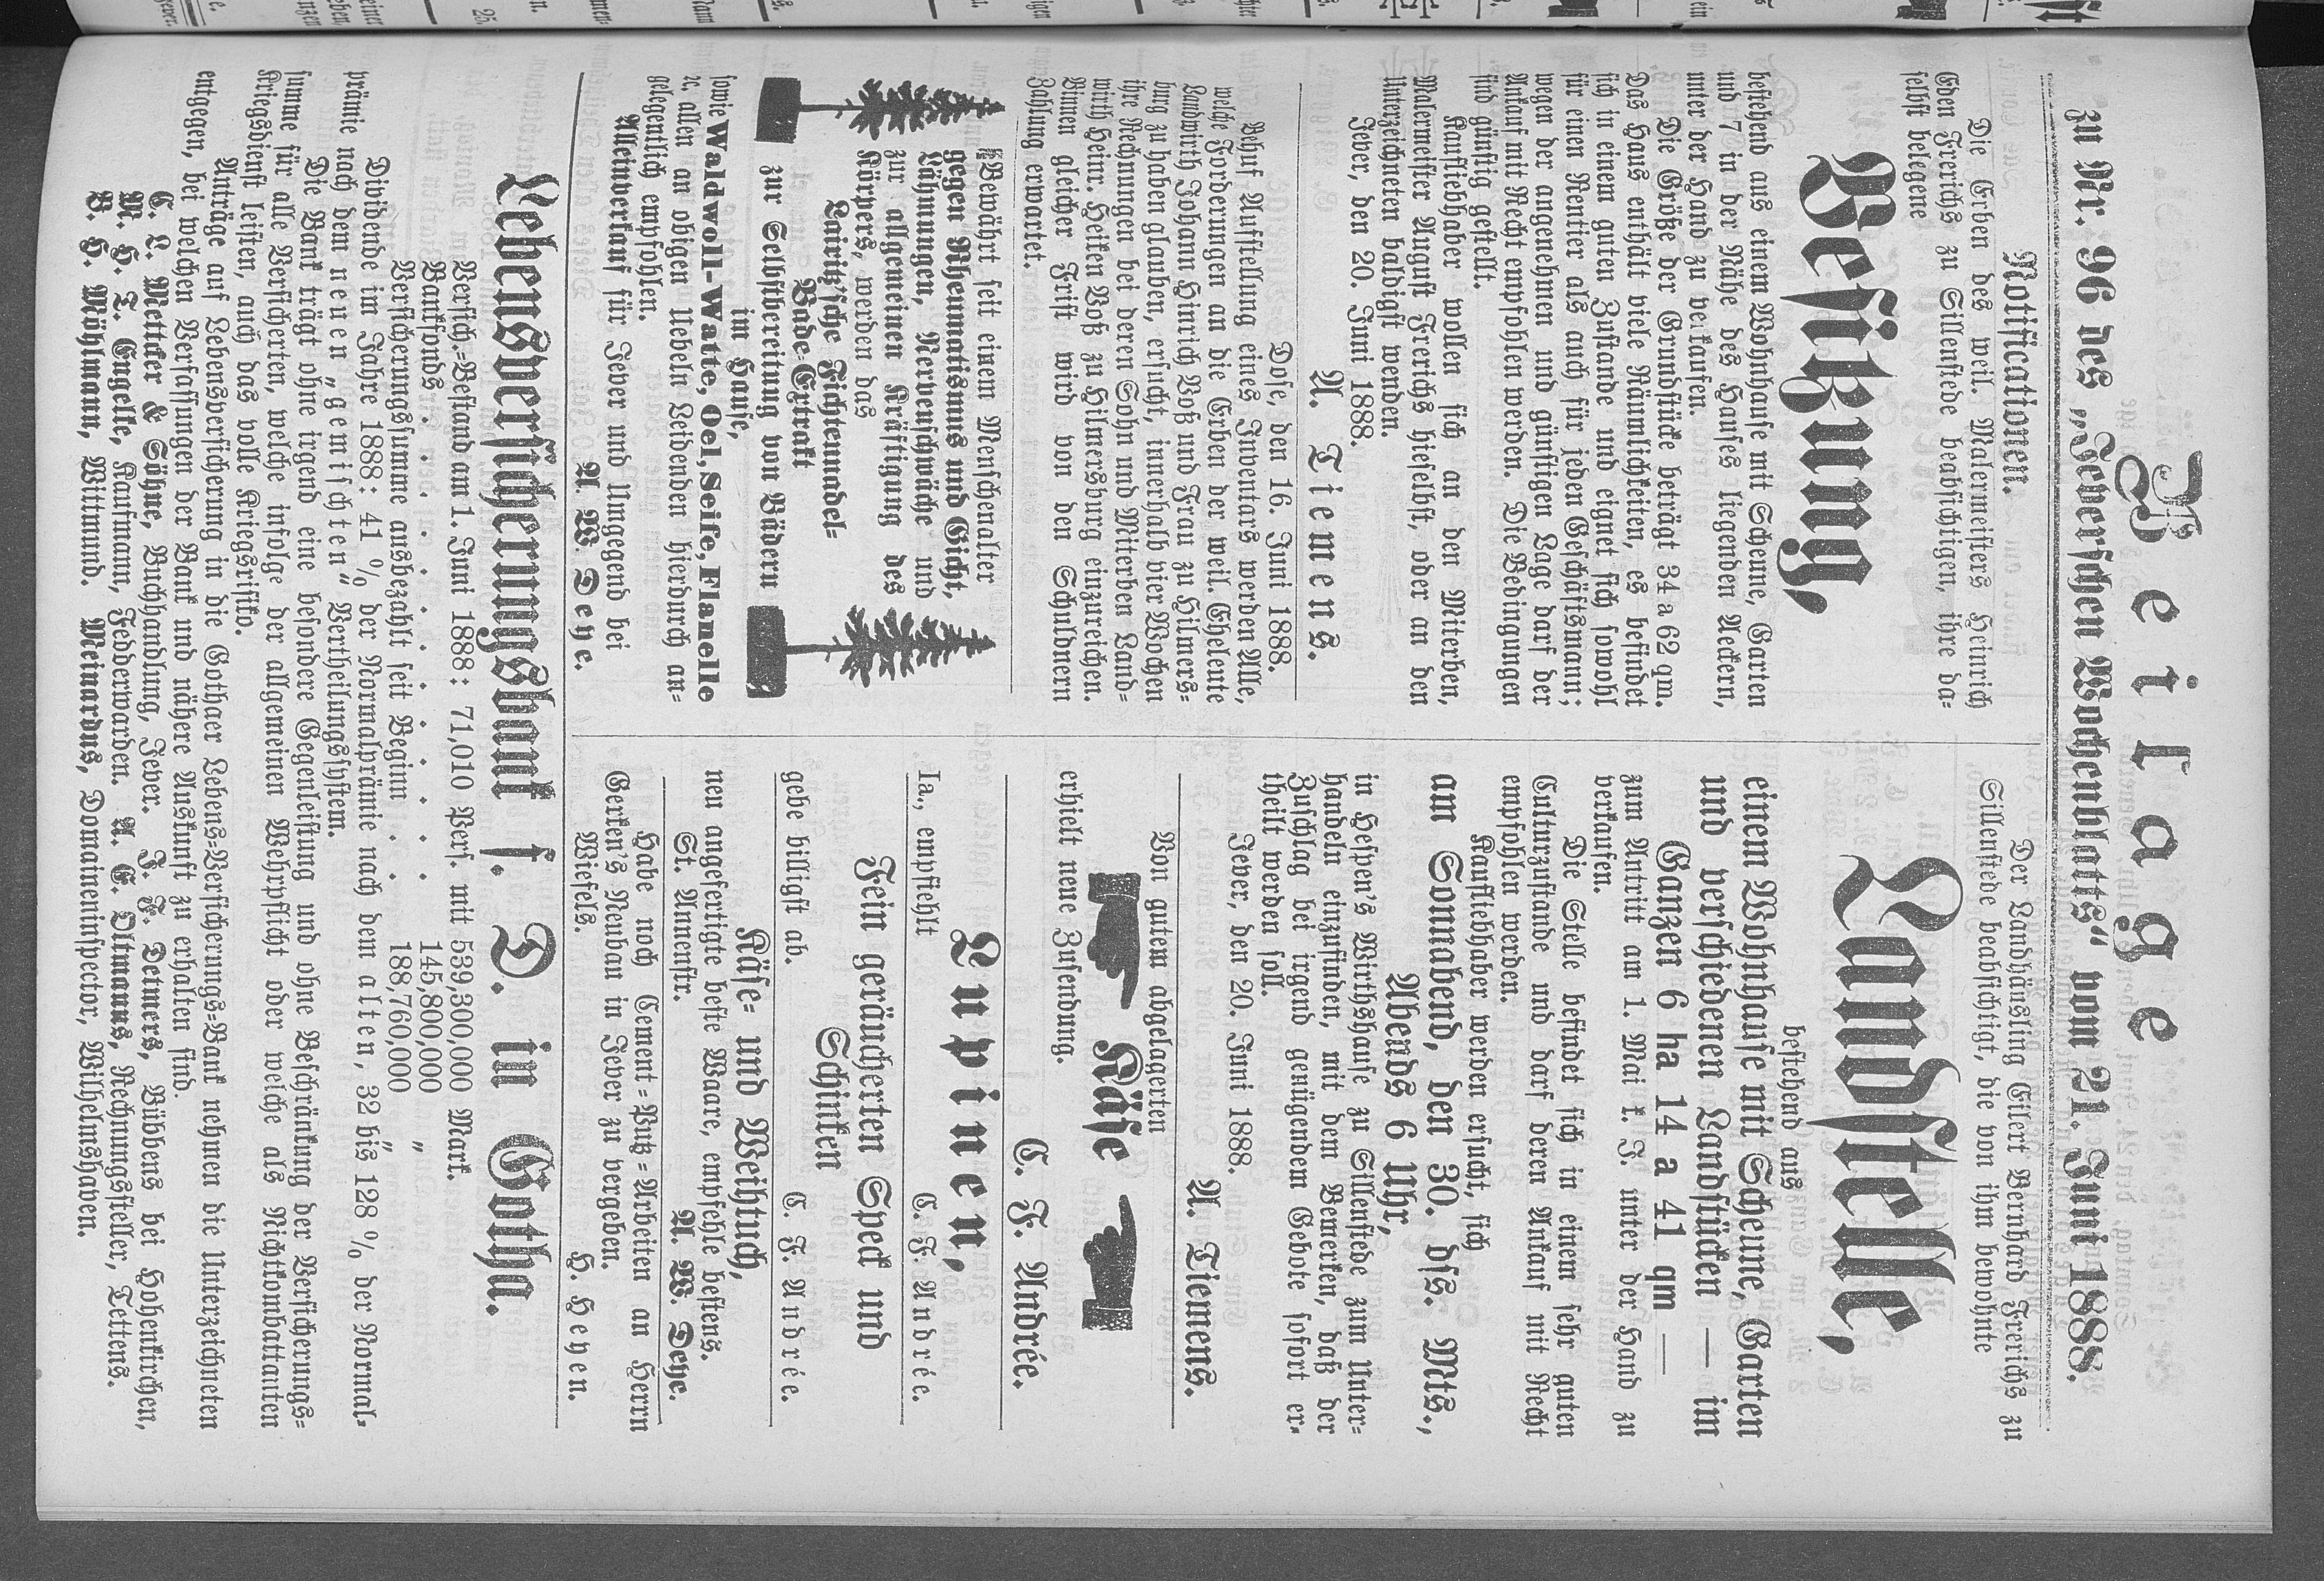 Beilage
zu Nr. 96 des „Jeverschen Wochenblatts“ vom 21. Juni 1888.
Notificationen.
Die Erben des weil. Malermeisters Heinrich
Eden Frerichs zu Sillenstede beabsichtigen, ihre da-
selbst belegene
Besitzung,
bestehend aus einem Wohnhause mit Scheune, Garten
und 7 in der Nähe des Hauses liegenden Aeckern,
unter der Hand zu verkaufen.
Die Größe der Grundstücke beträgt 34 a 62 qm.
Das Haus enthält viele Räumlichkeiten, es befindet
sich in einem guten Zustande und eignet sich sowohl
für einen Rentier als auch für jeden Geschäftsmann;
wegen der angenehmen und günstigen Lage darf der
Ankauf mit Recht empfohlen werden. Die Bedingungen
sind günstig gestellt.
Kaufliebhaber wollen sich an den Miterben,
Malermeister August Frerichs hieselbst, oder an den
Unterzeichneten baldigst wenden.
Jever, den 20. Juni 1888.
A. Tiemens.
Dose, den 16. Juni 1888.
Behuf Aufstellung eines Inventars werden Alle,
welche Forderungen an die Erben der weil. Eheleute
Landwirth Johann Hinrich Voß und Frau zu Hilmers-
burg zu haben glauben, ersucht, innerhalb vier Wochen
ihre Rechnungen bei deren Sohn und Miterben Land-
wirth Heinr. Heiken Voß zu Hilmersburg einzureichen.
Binnen gleicher Frist wird von den Schuldnern
Zahlung erwartet.
Bewährt seit einem Menschenalter
gegen Rheumatismus und Gicht,
Lähmungen, Nervenschwäche und
zur allgemeinen Kräftigung des
Körpers, werden das
Lairitz'sche Fichtennadel-
Bade-Extrakt
zur Selbstbereitung von Bädern
im Hause,
sowie Waldwoll-Watte, Oel, Seife, Flanelle
rc. allen an obigen Uebeln Leidenden hierdurch an-
gelegentlich empfohlen.
Alleinverkauf für Jever und Umgegend bei
A. W. Deye.
Der Landhäusling Eilert Bernhard Frerichs zu
Sillenstede beabsichtigt, die von ihm bewohnte
Landstelle,
bestehend aus
einem Wohnhause mit Scheune, Garten
und verschiedenen Landstücken — im
Ganzen 6 ha 14 a 41 qm —
zum Antritt am 1. Mai k. J. unter der Hand zu
verkaufen.
Die Stelle befindet sich in einem sehr guten
Culturzustande und darf deren Ankauf mit Recht
empfohlen werden.
Kaufliebhaber werden ersucht, sich
am Sonnabend, den 30. dss. Mts.,
Abends 6 Uhr,
in Hespen's Wirthshause zu Sillenstede zum Unter-
handeln einzufinden, mit dem Bemerken, daß der
Zuschlag bei irgend genügendem Gebote sofort er-
theilt werden soll.
Jever, den 20. Juni 1888.
A. Tiemens.
Von gutem abgelagerten
Käse
erhielt neue Zusendung.
C. F. Andrée.
Lupinen,
Ia., empfiehlt C. F. Andrée.
Fein geräucherten Speck und
Schinken
gebe billigst ab. C. F. Andrée.
Käse- und Weihtuch,
neu angefertigte beste Waare, empfehle bestens.
St. Annenstr. A. W. Deye.
Habe noch Cement-Putz-Arbeiten an Herrn
Gerken's Neubau in Jever zu vergeben.
Wiefels. H. Heyen.
Lebensversicherungsbank f. D. in Gotha.
Versich.-Bestand am 1. Juni 1888: 71,010 Pers. mit 539,300,000 Mark.
Bankfonds . . . . . . . . . . 145,800,000 „
Versicherungssumme ausbezahlt seit Beginn . . . 188,760,000 „
Dividende im Jahre 1888: 41 % der Normalprämie nach dem alten, 32 bis 128 % der Normal-
prämie nach dem neuen „gemischten“ Vertheilungssystem.
Die Bank trägt ohne irgend eine besondere Gegenleistung und ohne Beschränkung der Versicherungs-
summe für alle Versicherten, welche infolge der allgemeinen Wehrpflicht oder welche als Nichtkombattanten
Kriegsdienst leisten, auch das volle Kriegsrisiko.
Anträge auf Lebensversicherung in die Gothaer Lebens-Versicherungs-Bank nehmen die Unterzeichneten
entgegen, bei welchen Verfassungen der Bank und nähere Auskunft zu erhalten sind.
C. L. Mettcker & Söhne, Buchhandlung, Jever. J. F. Detmers, Bübbens bei Hohenkirchen,
M. H. T. Engelke, Kaufmann, Fedderwarden. A. E. Oltmanns, Rechnungssteller, Tettens.
B. H. Möhlmann, Wittmund. Meinardus, Domaineninspector, Wilhelmshaven.